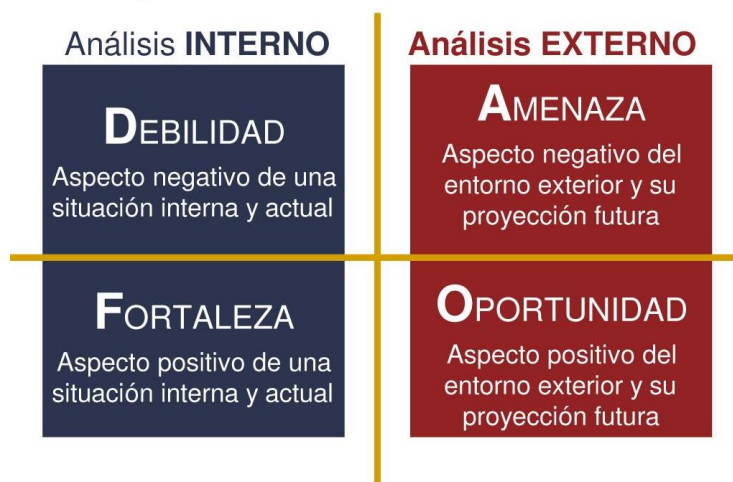 Análisis INTERNO
DEBILIDAD
Aspecto negativo de una
situación interna y actual
FORTALEZA
Aspecto positivo de una
situación interna y actual
Análisis EXTERNO
AMENAZA
Aspecto negativo del
entorno exterior y su
proyección futura
OPORTUNIDAD
Aspecto positivo del
entorno exterior y su
proyección futura